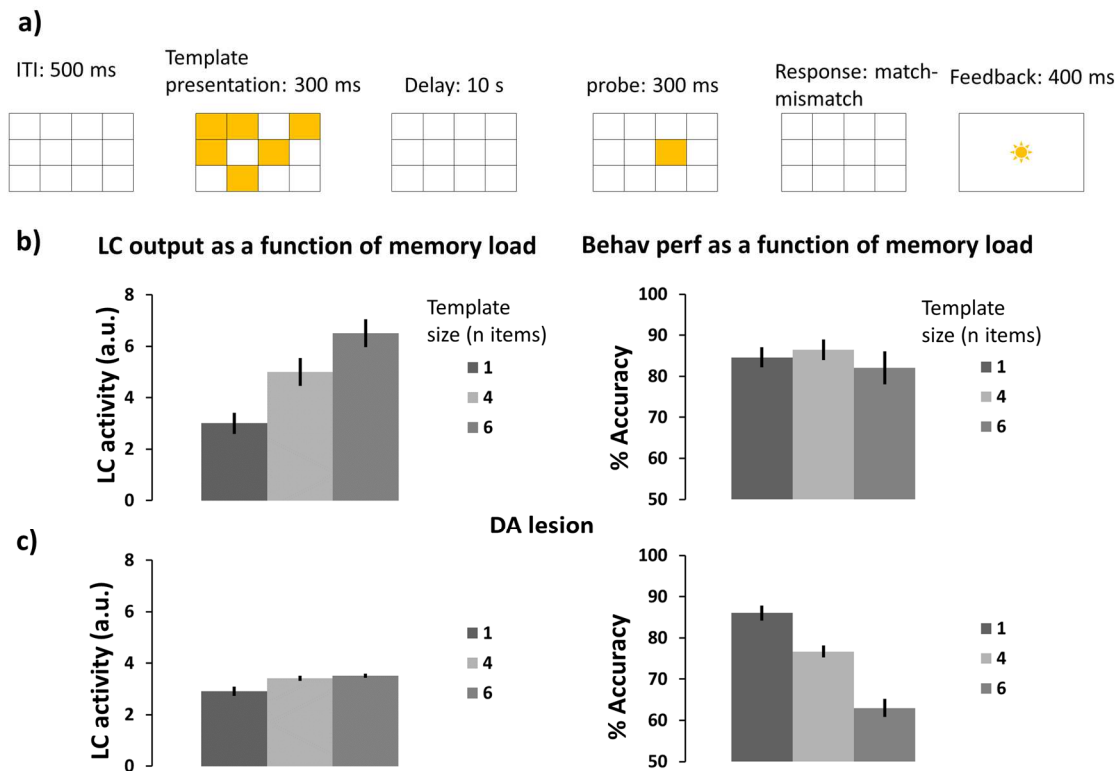 a)
ITI: 500 ms
Template
presentation: 300 ms
Delay: 10 s
probe: 300 ms
Response: match-
mismatch
Feedback: 400 ms
b)
LC output as a function of memory load
LC activity (a.u.)
8
6
4
2
0
Template
size (n items)
1
4
6
Behav perf as a function of memory load
% Accuracy
100
90
80
70
60
50
Template
size (n items)
1
4
6
c)
DA lesion
LC activity (a.u.)
8
6
4
2
0
1
4
6
% Accuracy
100
90
80
70
60
50
1
4
6